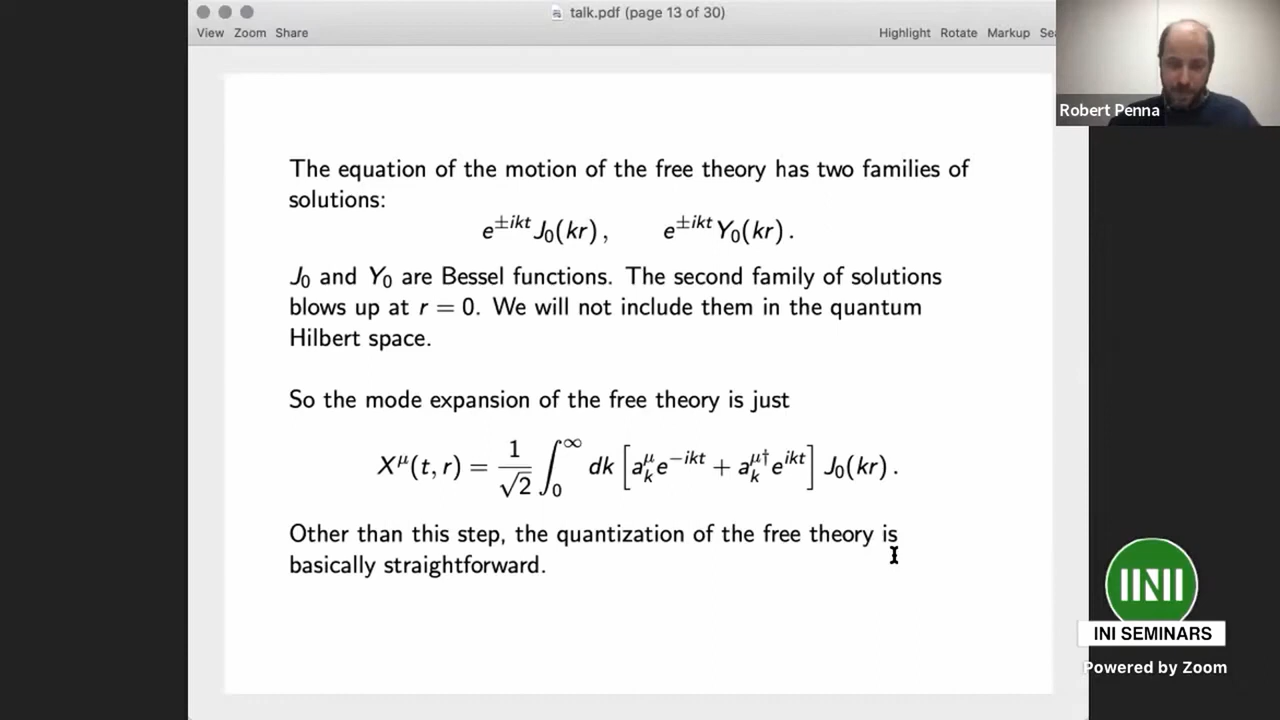 talk.pdf (page 13 of 30)
View Zoom Share Highlight Rotate Markup
Robert Penna
The equation of the motion of the free theory has two families of
solutions:
e^{±ikt} J_0(kr),   e^{±ikt} Y_0(kr).
J_0 and Y_0 are Bessel functions. The second family of solutions
blows up at r = 0. We will not include them in the quantum
Hilbert space.
So the mode expansion of the free theory is just
X^μ(t, r) = \frac{1}{\sqrt{2}} \int_0^∞ dk [a_k^μ e^{-ikt} + a_k^{μ†} e^{ikt}] J_0(kr).
Other than this step, the quantization of the free theory is
basically straightforward.
INI SEMINARS
Powered by Zoom